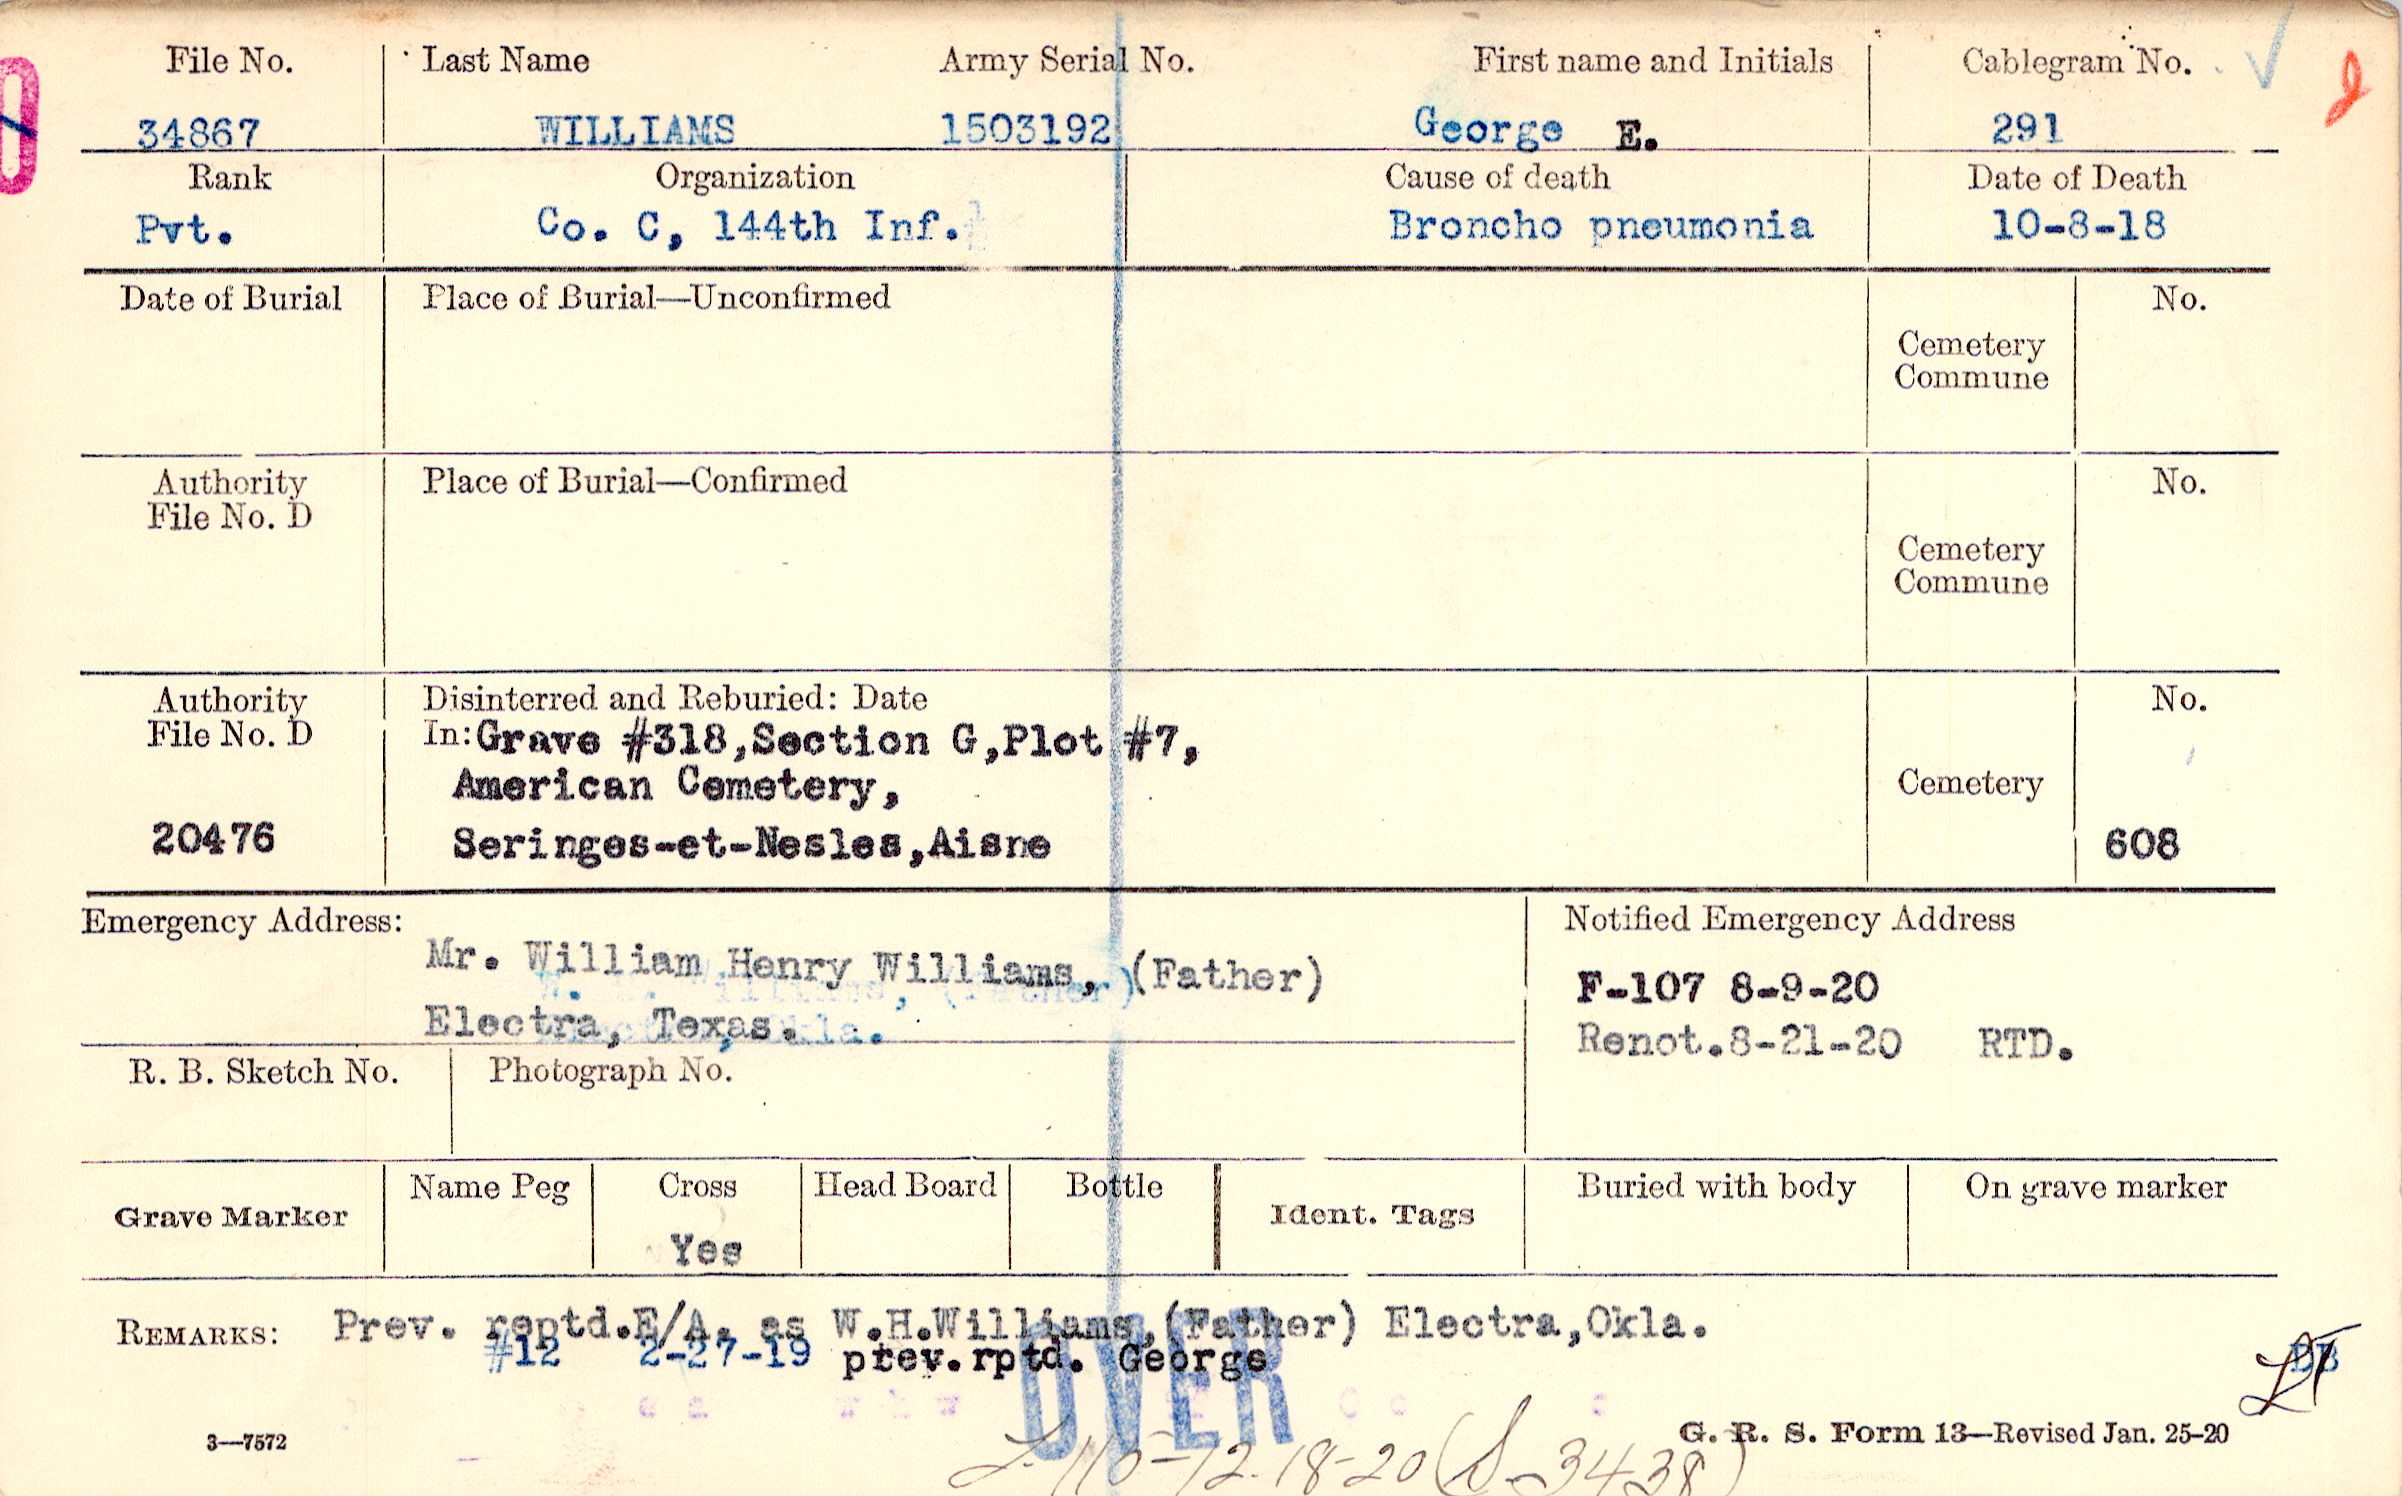 File No. Last Name Army Serial No. First name and Initials Cablegram No.
34867 WILLIAMS 1503192 George E. 291
Rank Organization Cause of death Date of Death
Pvt. Co. C, 144th Inf. Broncho pneumonia 10-8-18
Date of Burial Place of Burial—Unconfirmed No.
Cemetery
Commune
Authority Place of Burial—Confirmed No.
File No. D
Cemetery
Commune
Authority Disinterred and Reburied: Date No.
File No. D In: Grave #318,Section G,Plot #7,
American Cemetery, Cemetery
20476 Seringes-et-Nesles,Aisne 608
Emergency Address: Notified Emergency Address
Mr. William Henry Williams, (Father) F-107 8-9-20
Electra, Texas. Renot.8-21-20 RTD.
R. B. Sketch No. Photograph No.
Grave Marker Name Peg Cross Head Board Bottle Ident. Tags Buried with body On grave marker
Yes
REMARKS: Prev. reptd.E/A. as W.H.Williams,(Father) Electra,Okla.
#12 2-27-19 prev.rptd. George
OVER
3—7572 G. R. S. Form 13—Revised Jan. 25-20
12-18-20 (S-3438)